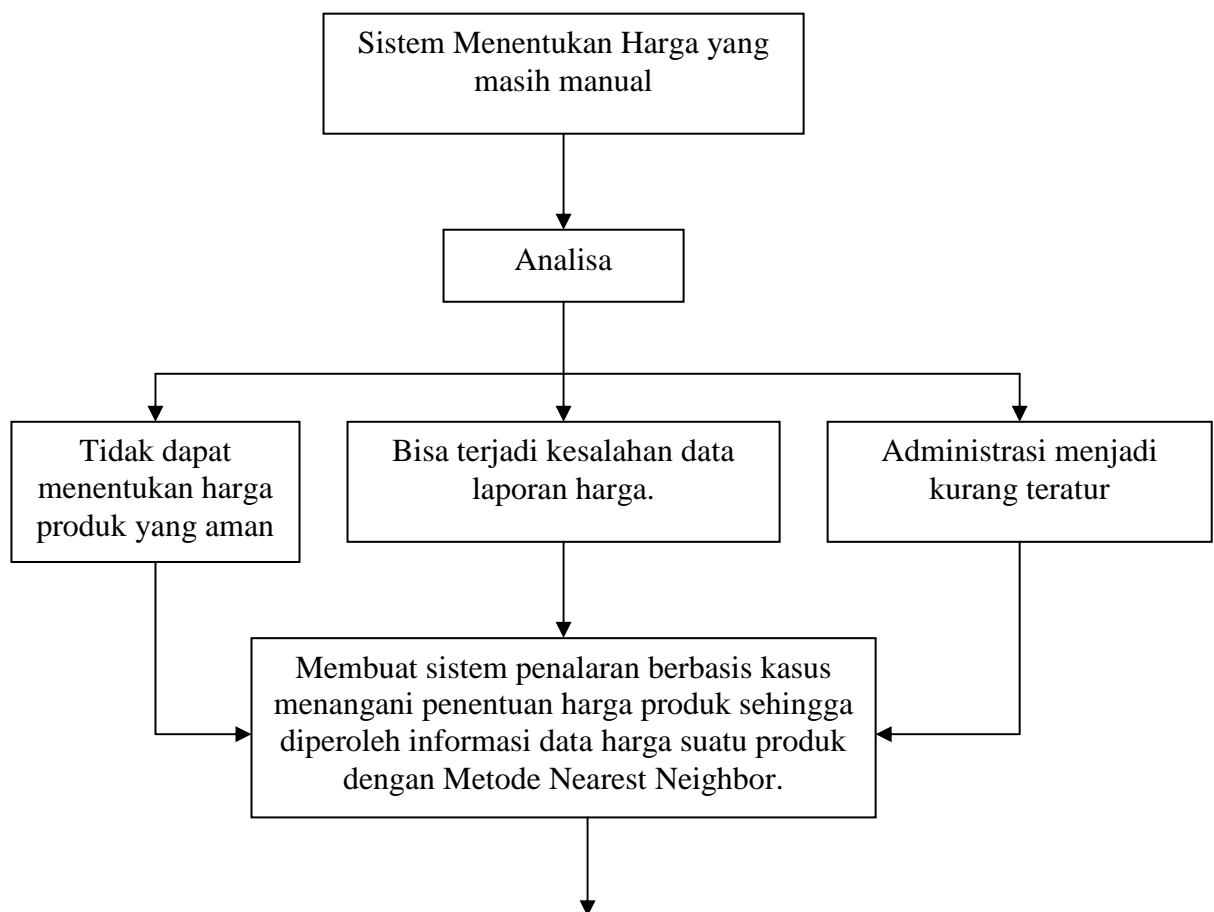 Sistem Menentukan Harga yang
masih manual
Analisa
Tidak dapat
menentukan harga
produk yang aman
Bisa terjadi kesalahan data
laporan harga.
Administrasi menjadi
kurang teratur
Membuat sistem penalaran berbasis kasus
menangani penentuan harga produk sehingga
diperoleh informasi data harga suatu produk
dengan Metode Nearest Neighbor.